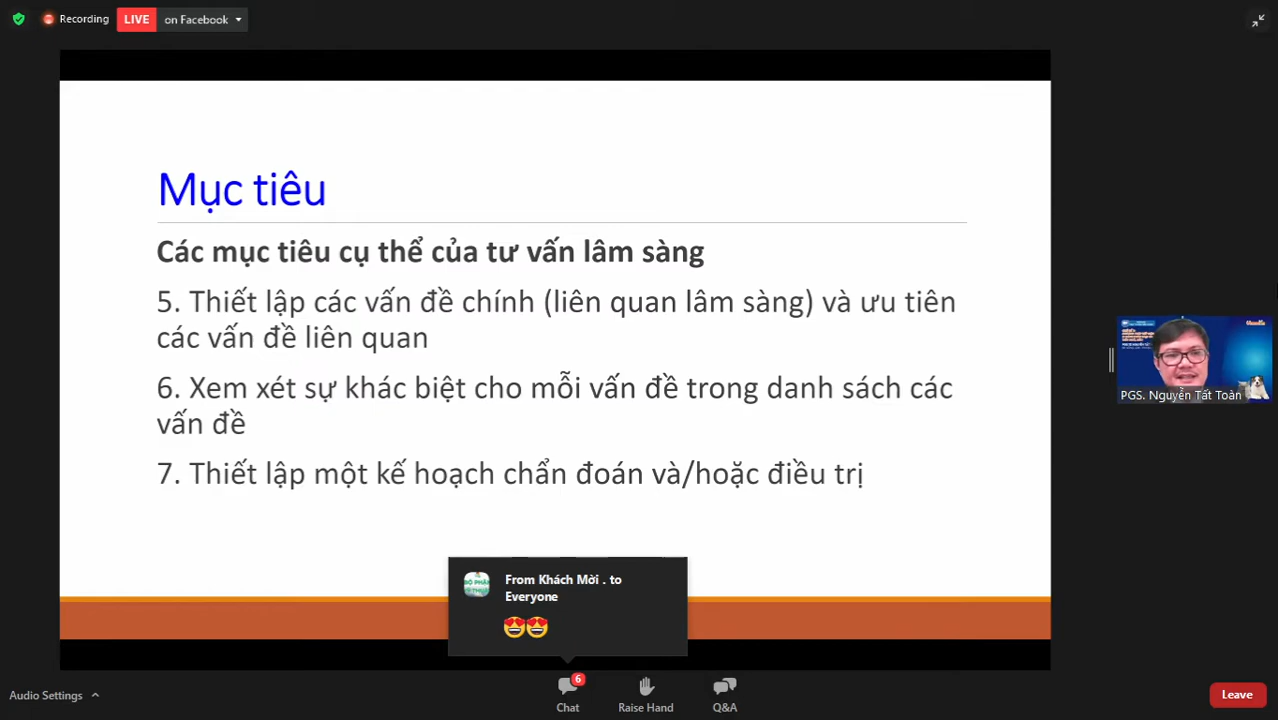 Recording
LIVE
on Facebook
Mục tiêu
Các mục tiêu cụ thể của tư vấn lâm sàng
5. Thiết lập các vấn đề chính (liên quan lâm sàng) và ưu tiên
các vấn đề liên quan
6. Xem xét sự khác biệt cho mỗi vấn đề trong danh sách các
vấn đề
7. Thiết lập một kế hoạch chẩn đoán và/hoặc điều trị
PGS. Nguyễn Tất Toàn
From Khách Mời . to
Everyone
😍😍
Audio Settings
6
Chat
Raise Hand
Q&A
Leave